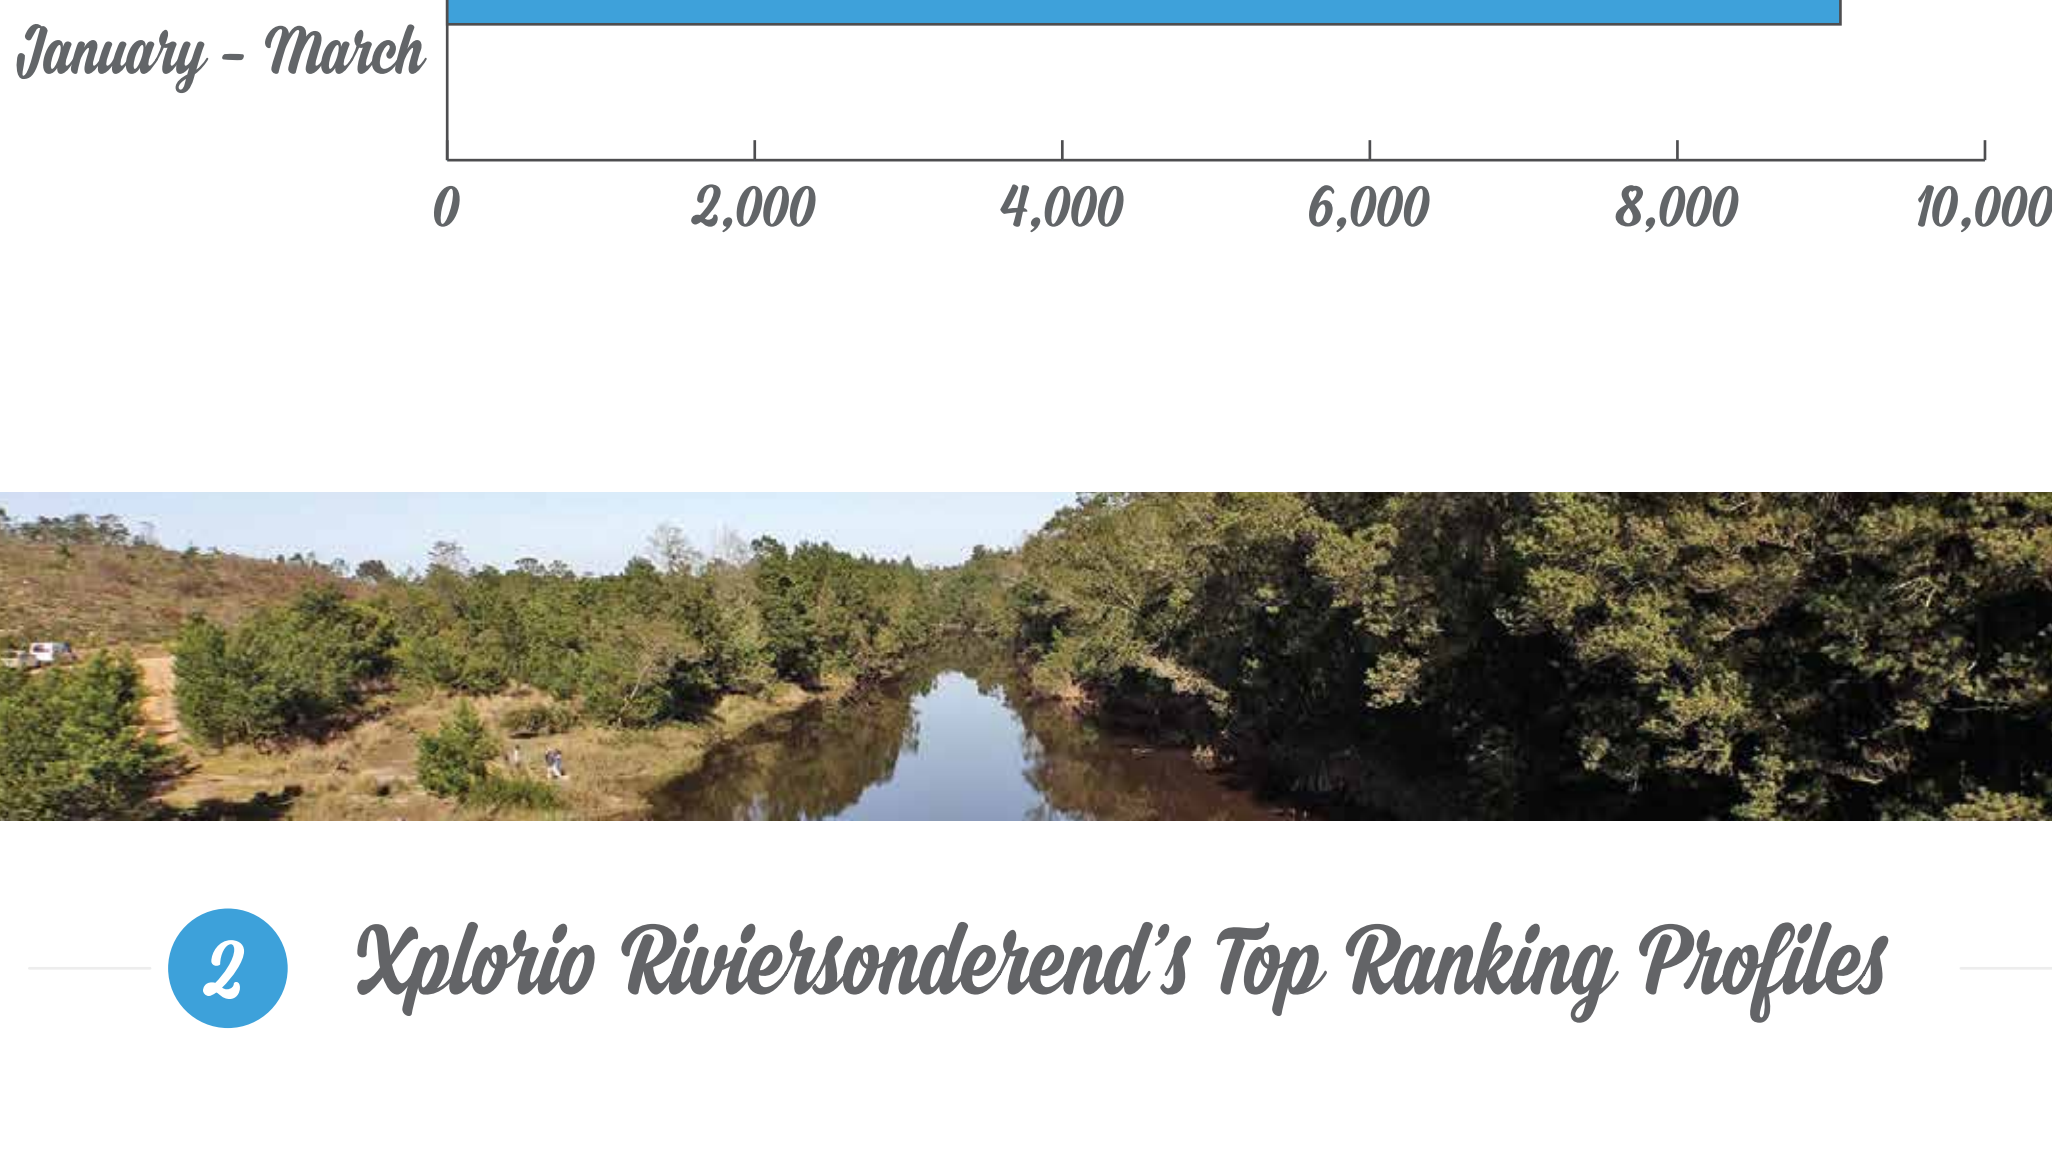 January - March
0 2,000 4,000 6,000 8,000 10,000
2 Xplorio Riviersonderend's Top Ranking Profiles